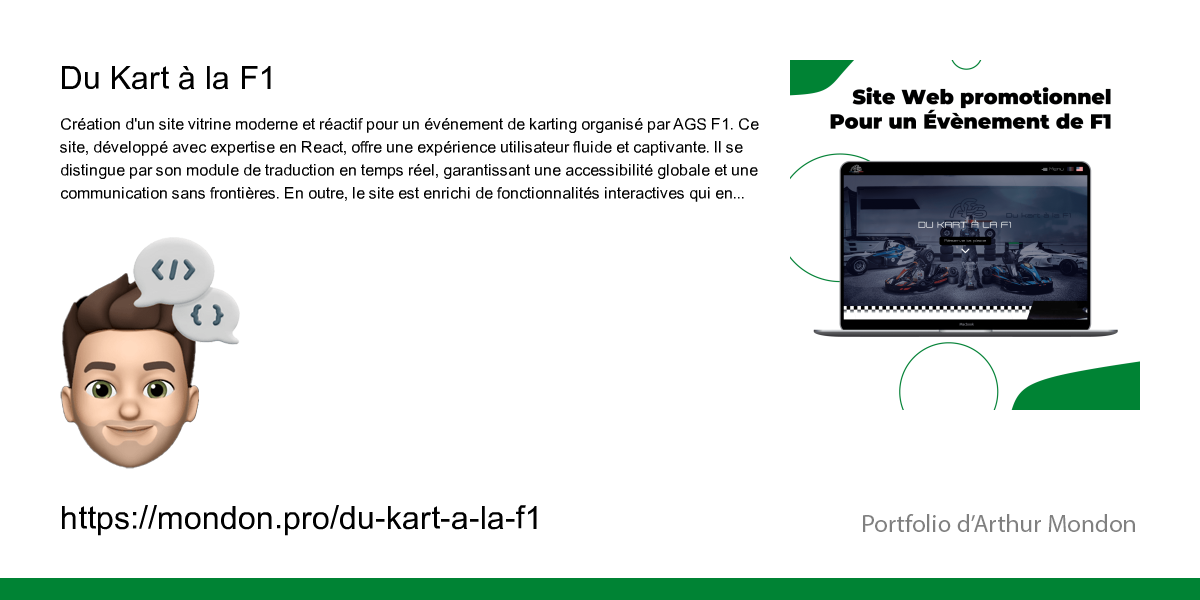 Du Kart à la F1
Création d'un site vitrine moderne et réactif pour un événement de karting organisé par AGS F1. Ce
site, développé avec expertise en React, offre une expérience utilisateur fluide et captivante. Il se
distingue par son module de traduction en temps réel, garantissant une accessibilité globale et une
communication sans frontières. En outre, le site est enrichi de fonctionnalités interactives qui en...
Site Web promotionnel
Pour un Évènement de F1
Menu
DU KART À LA F1
</>
{ }
https://mondon.pro/du-kart-a-la-f1
Portfolio d’Arthur Mondon